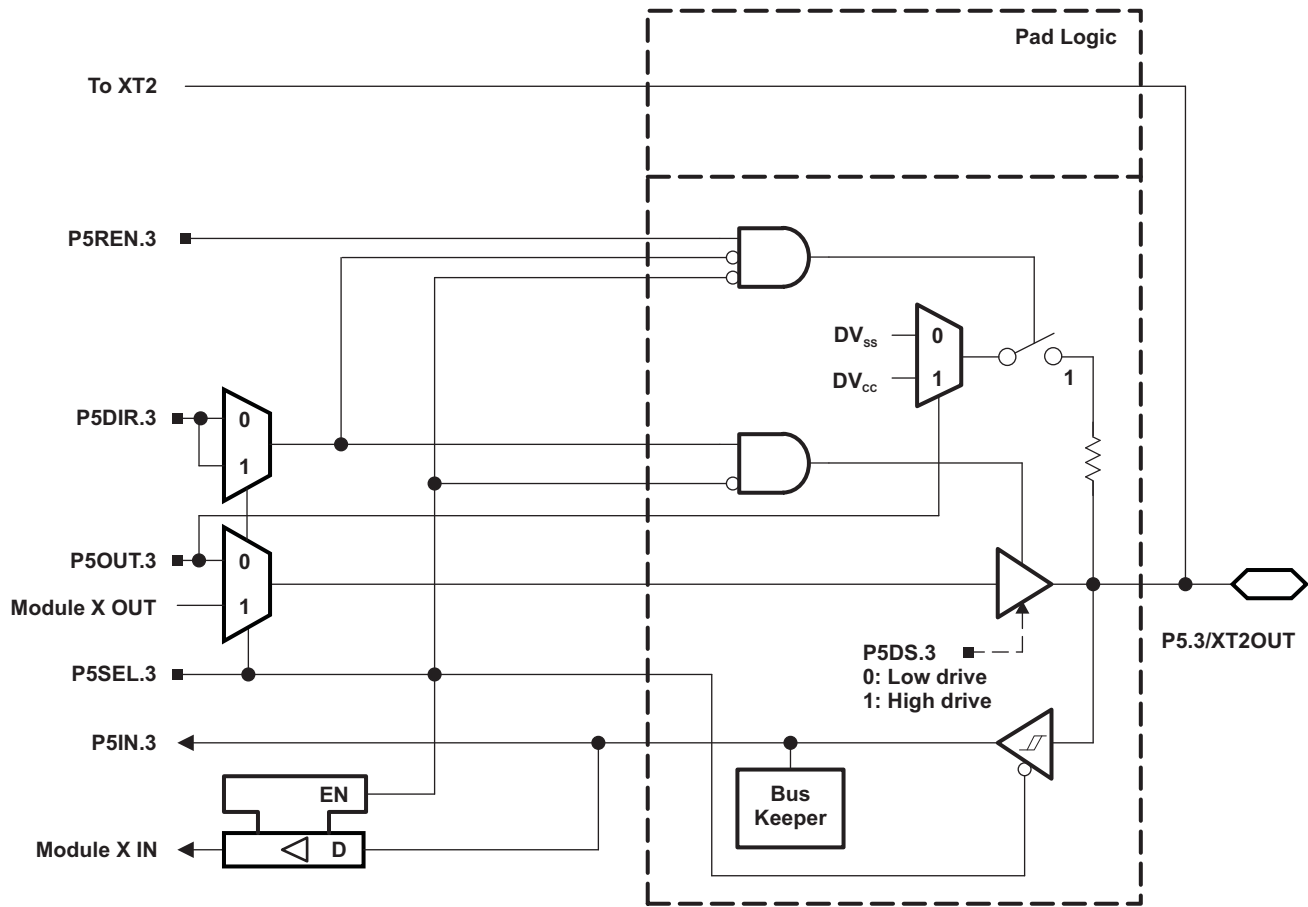 Pad Logic
To XT2
P5REN.3
DVSS
0
DVCC
1
1
P5DIR.3
0
1
P5OUT.3
0
Module X OUT
1
P5.3/XT2OUT
P5DS.3
0: Low drive
1: High drive
P5SEL.3
P5IN.3
Bus
Keeper
EN
Module X IN
D